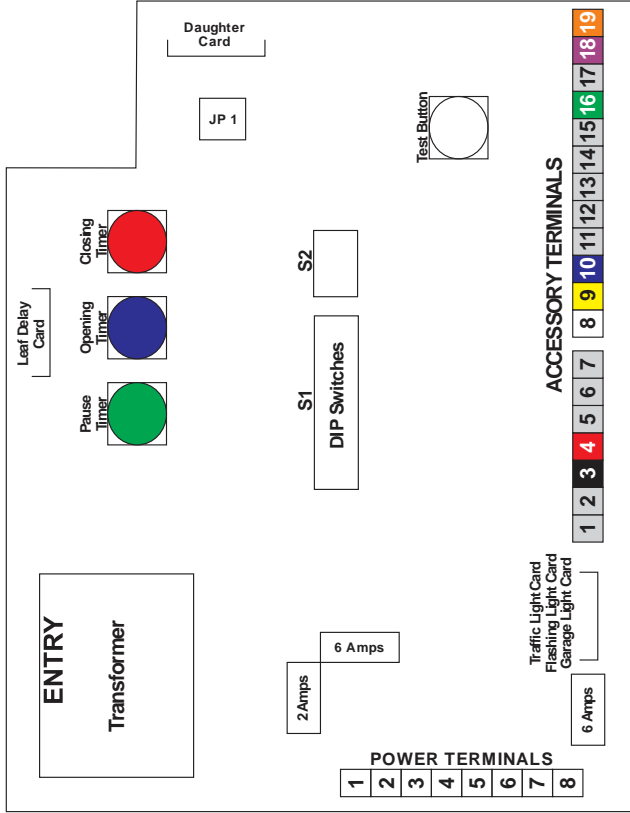 Daughter
Card
JP 1
Leaf Delay
Card
Closing
Timer
Opening
Timer
Pause
Timer
Test Button
S2
S1
DIP Switches
ENTRY
Transformer
6 Amps
2 Amps
Traffic Light Card
Flashing Light Card
Garage Light Card
6 Amps
POWER TERMINALS
1
2
3
4
5
6
7
8
ACCESSORY TERMINALS
1 2 3 4 5 6 7 8 9 10 11 12 13 14 15 16 17 18 19